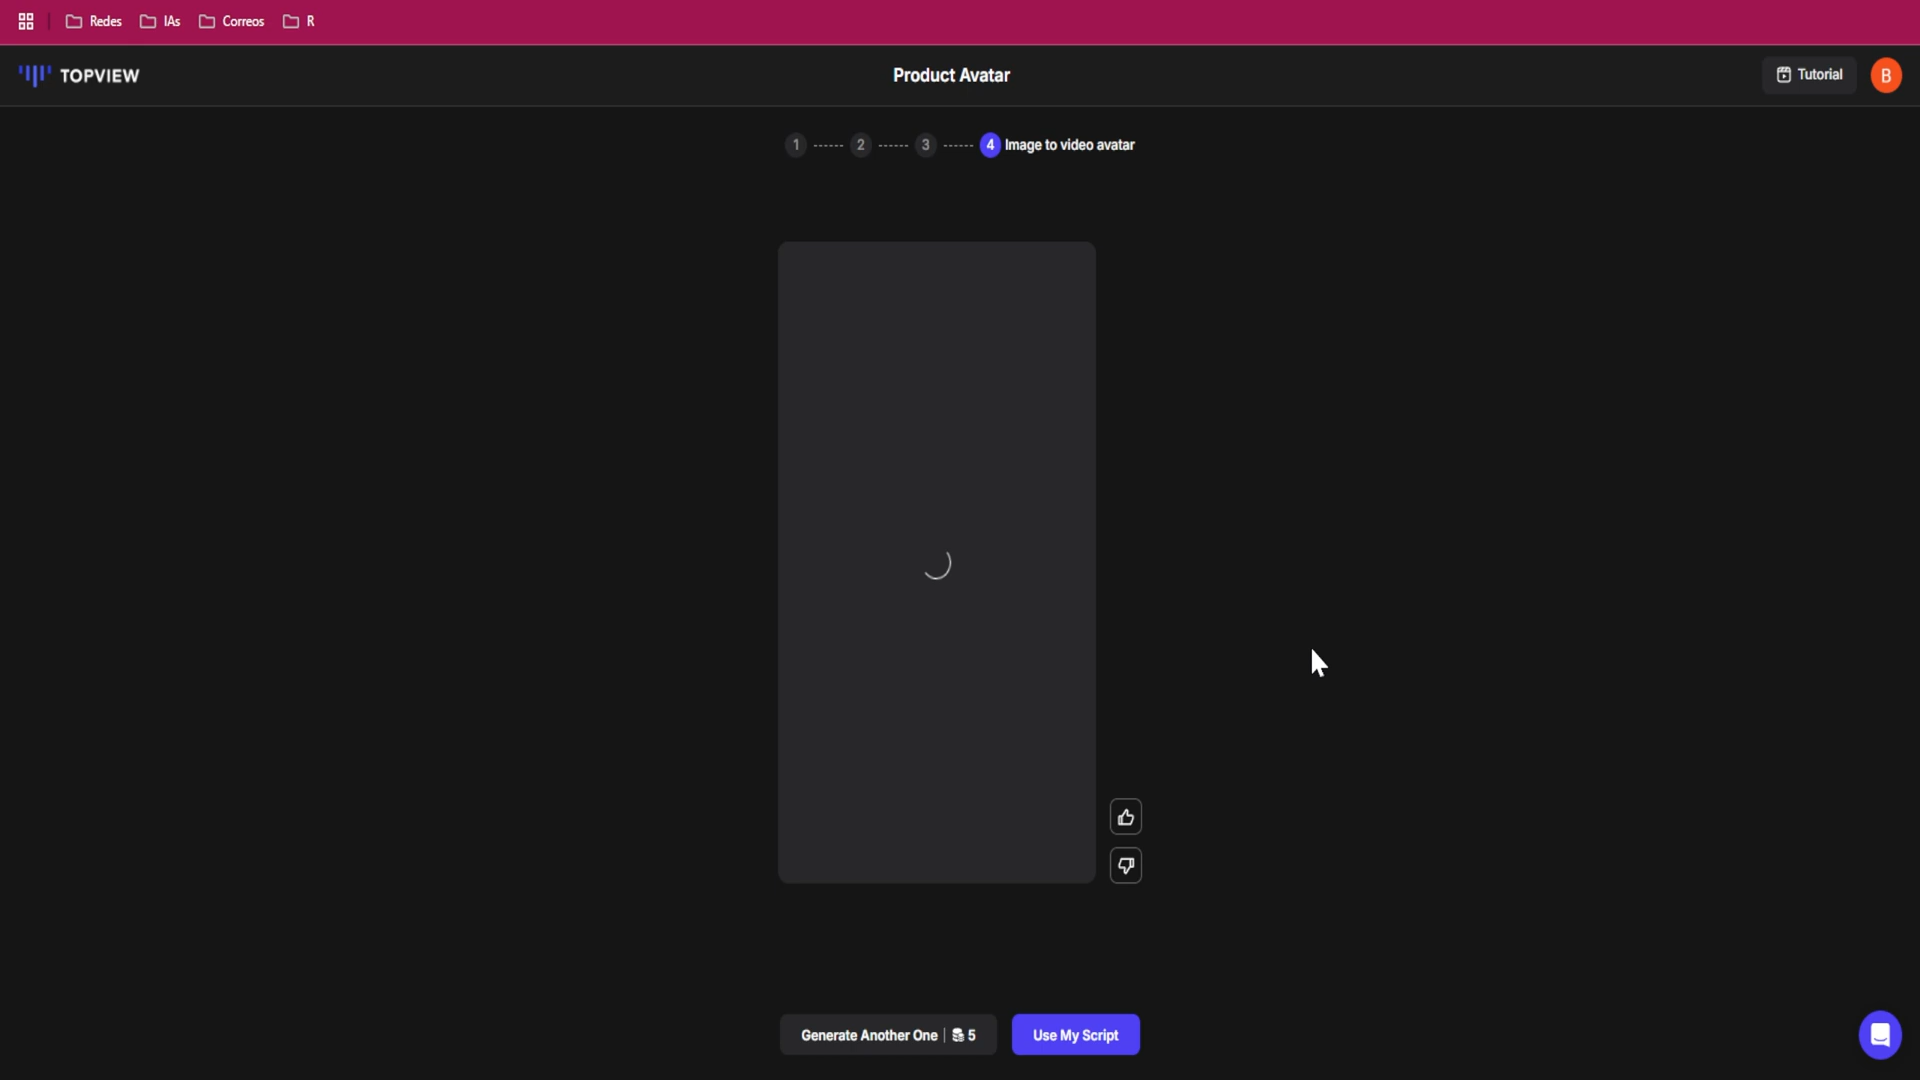 Redes IAs Correos R
TOPVIEW Product Avatar Tutorial B
1 ------ 2 ------ 3 ------ 4 Image to video avatar
Generate Another One | 5 Use My Script